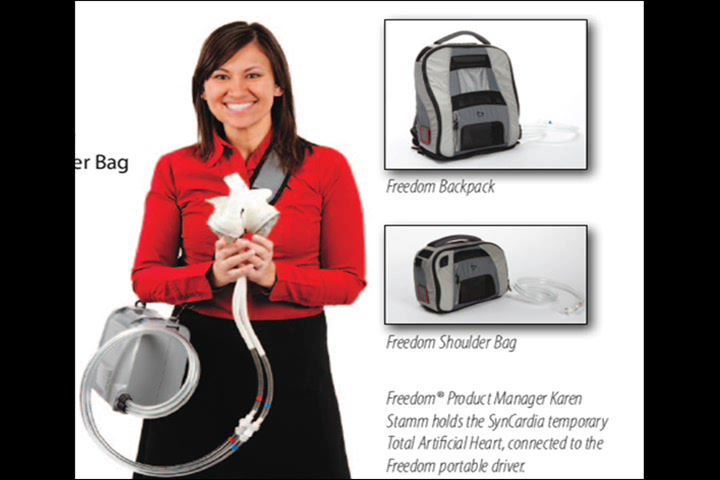 er Bag
Freedom Backpack
Freedom Shoulder Bag
Freedom® Product Manager Karen
Stamm holds the SynCardia temporary
Total Artificial Heart, connected to the
Freedom portable driver.